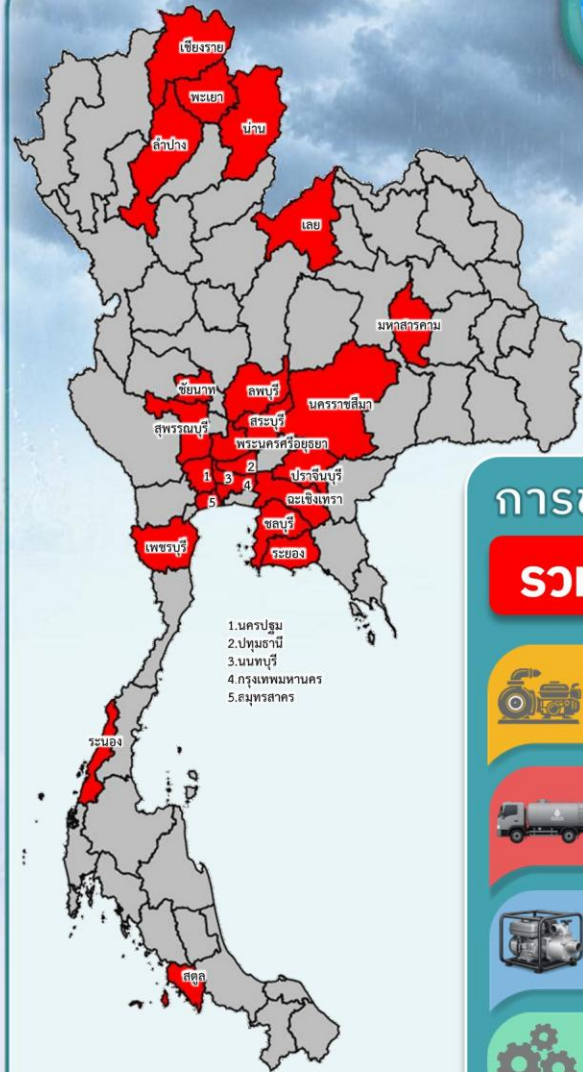 เชียงราย
พะเยา
น่าน
ลำปาง
เลย
มหาสารคาม
ชัยนาท
ลพบุรี
นครราชสีมา
สระบุรี
สุพรรณบุรี
พระนครศรีอยุธยา
2
ปราจีนบุรี
1
3
4
ฉะเชิงเทรา
5
ชลบุรี
เพชรบุรี
ระยอง
1.นครปฐม
2.ปทุมธานี
3.นนทบุรี
4.กรุงเทพมหานคร
5.สมุทรสาคร
ระนอง
สตูล